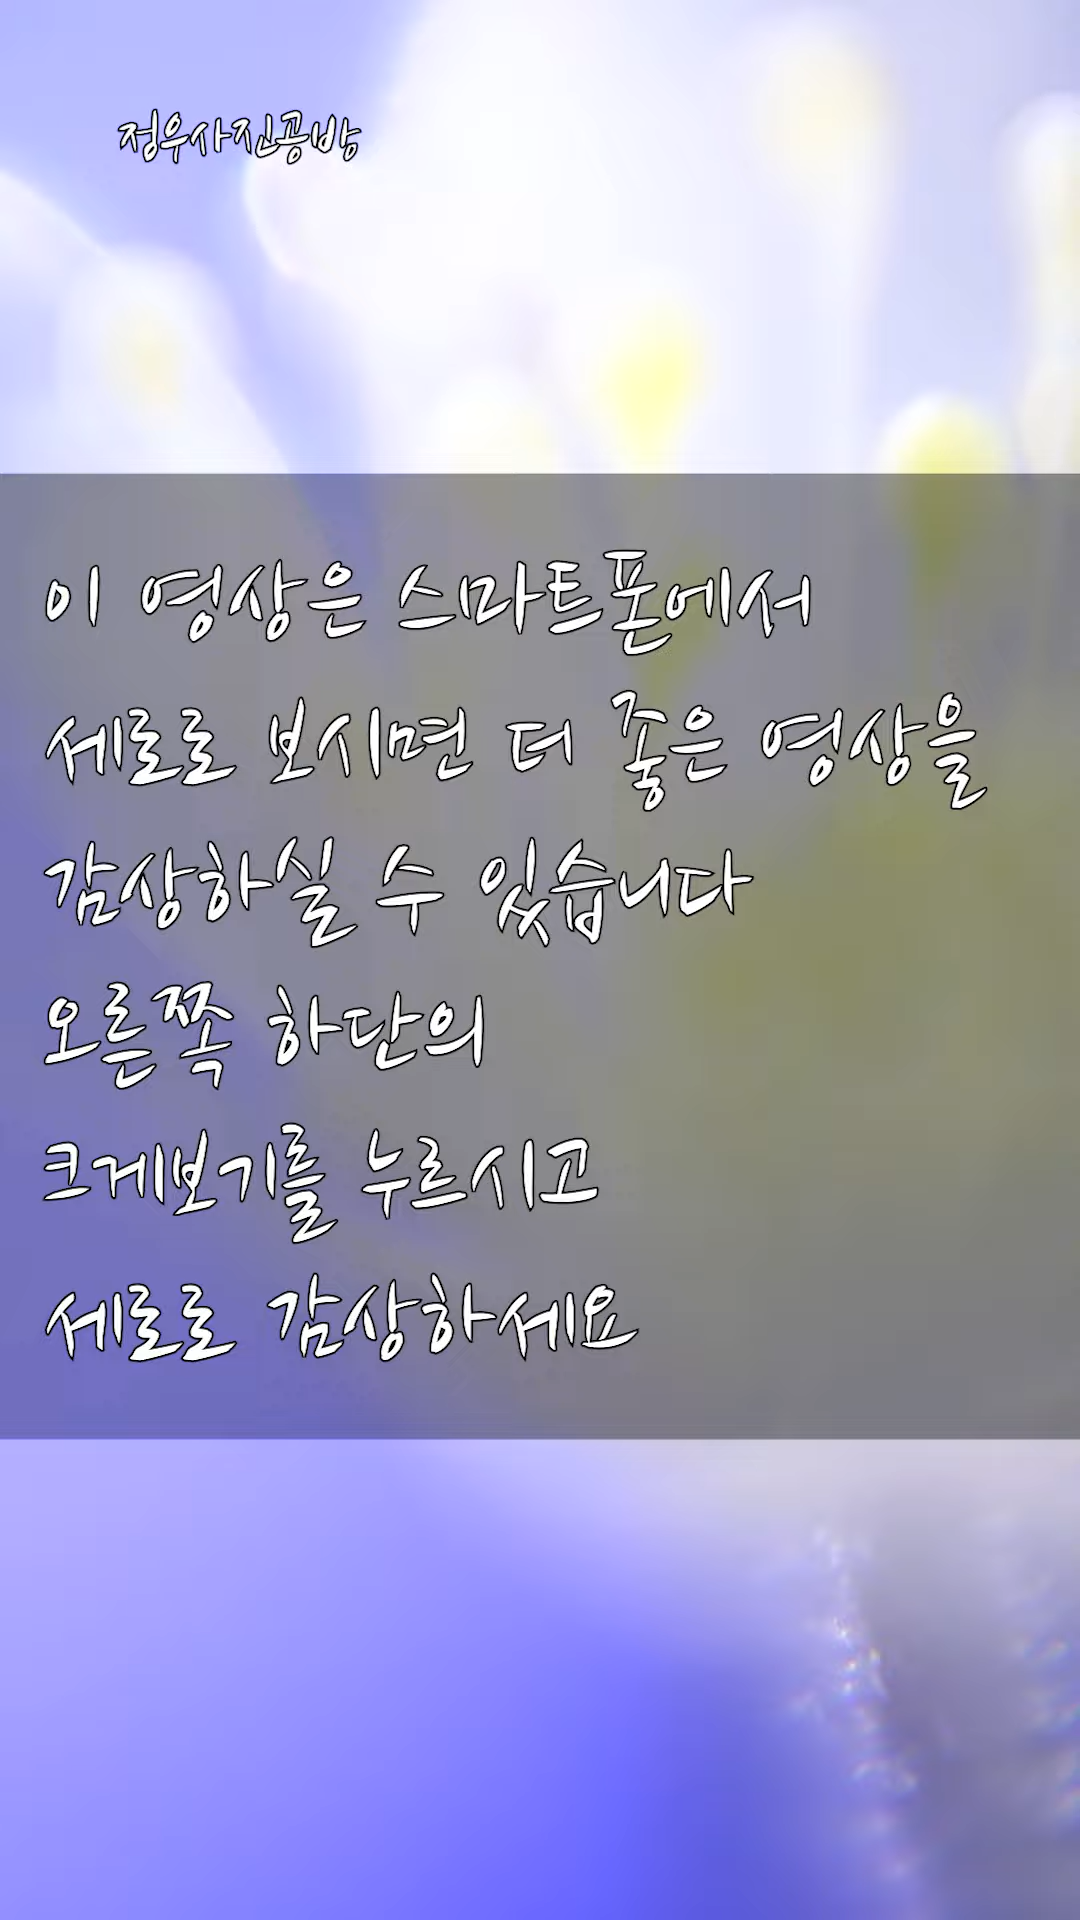 정우사진공방
이 영상은 스마트폰에서
세로로 보시면 더 좋은 영상을
감상하실 수 있습니다
오른쪽 하단의
크게보기를 누르시고
세로로 감상하세요